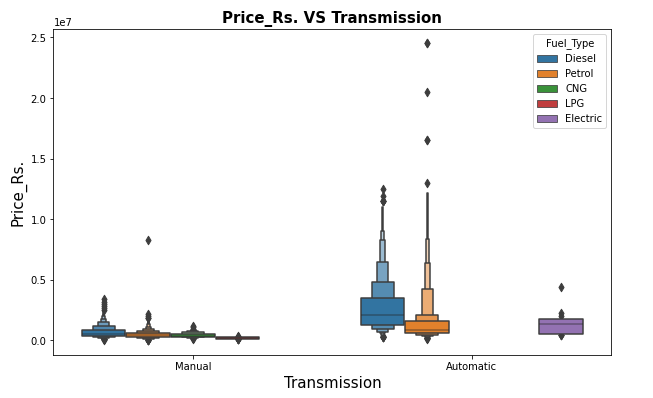 Price_Rs. VS Transmission
1e7
2.5
2.0
1.5
1.0
0.5
0.0
Price_Rs.
Fuel_Type
Diesel
Petrol
CNG
LPG
Electric
Manual
Automatic
Transmission